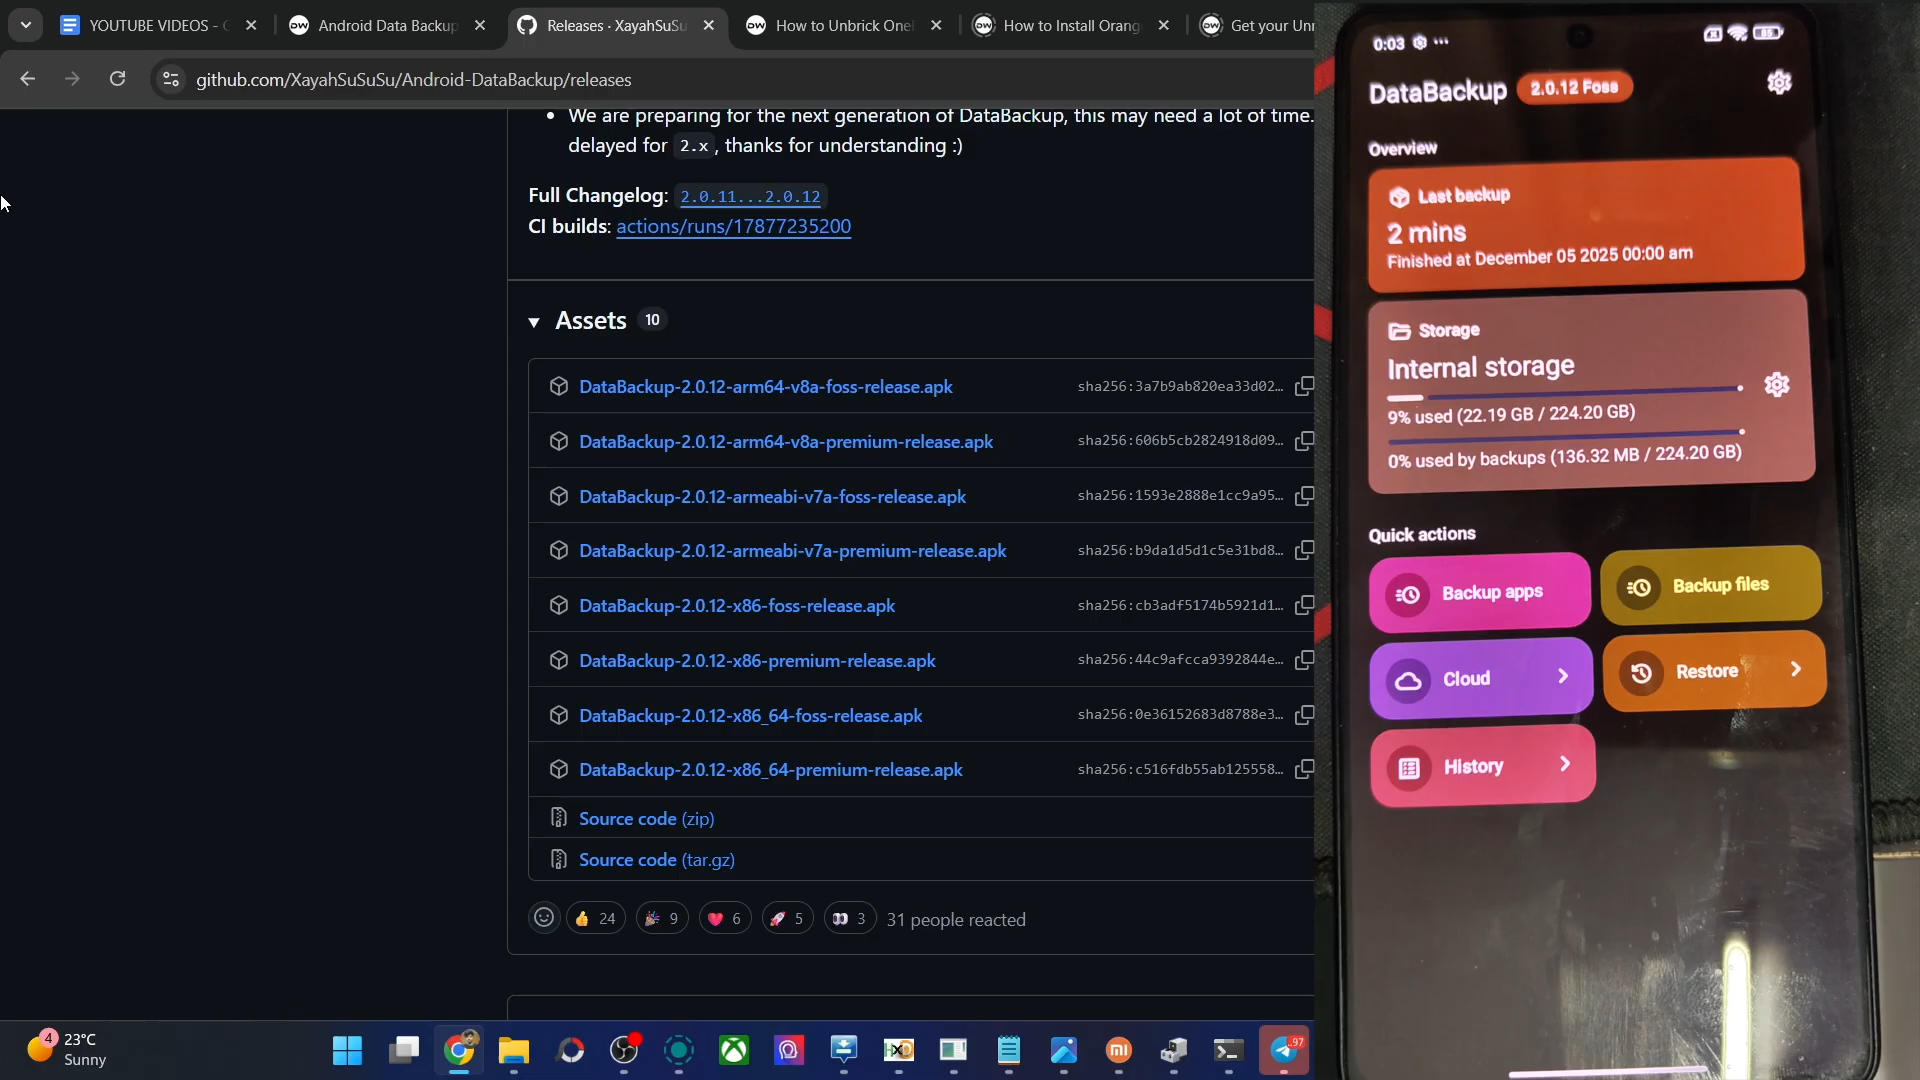 YOUTUBE VIDEOS -
Android Data Backup
Releases · XayahSuSuSu
How to Unbrick One
How to Install Orang
Get your Un
github.com/XayahSuSuSu/Android-DataBackup/releases
We are preparing for the next generation of DataBackup, this may need a lot of time.
delayed for 2.x, thanks for understanding :)
Full Changelog: 2.0.11...2.0.12
CI builds: actions/runs/17877235200
Assets 10
DataBackup-2.0.12-arm64-v8a-foss-release.apk sha256:3a7b9ab820ea33d02…
DataBackup-2.0.12-arm64-v8a-premium-release.apk sha256:606b5cb2824918d09…
DataBackup-2.0.12-armeabi-v7a-foss-release.apk sha256:1593e2888e1cc9a95…
DataBackup-2.0.12-armeabi-v7a-premium-release.apk sha256:b9da1d5d1c5e31bd8…
DataBackup-2.0.12-x86-foss-release.apk sha256:cb3adf5174b5921d1…
DataBackup-2.0.12-x86-premium-release.apk sha256:44c9afcca9392844e…
DataBackup-2.0.12-x86_64-foss-release.apk sha256:0e36152683d8788e3…
DataBackup-2.0.12-x86_64-premium-release.apk sha256:c516fdb55ab125558…
Source code (zip)
Source code (tar.gz)
24 9 6 5 3 31 people reacted
4
23°C
Sunny
97
0:03
DataBackup 2.0.12 Foss
Overview
Last backup
2 mins
Finished at December 05 2025 00:00 am
Storage
Internal storage
9% used (22.19 GB / 224.20 GB)
0% used by backups (136.32 MB / 224.20 GB)
Quick actions
Backup apps
Backup files
Cloud
Restore
History